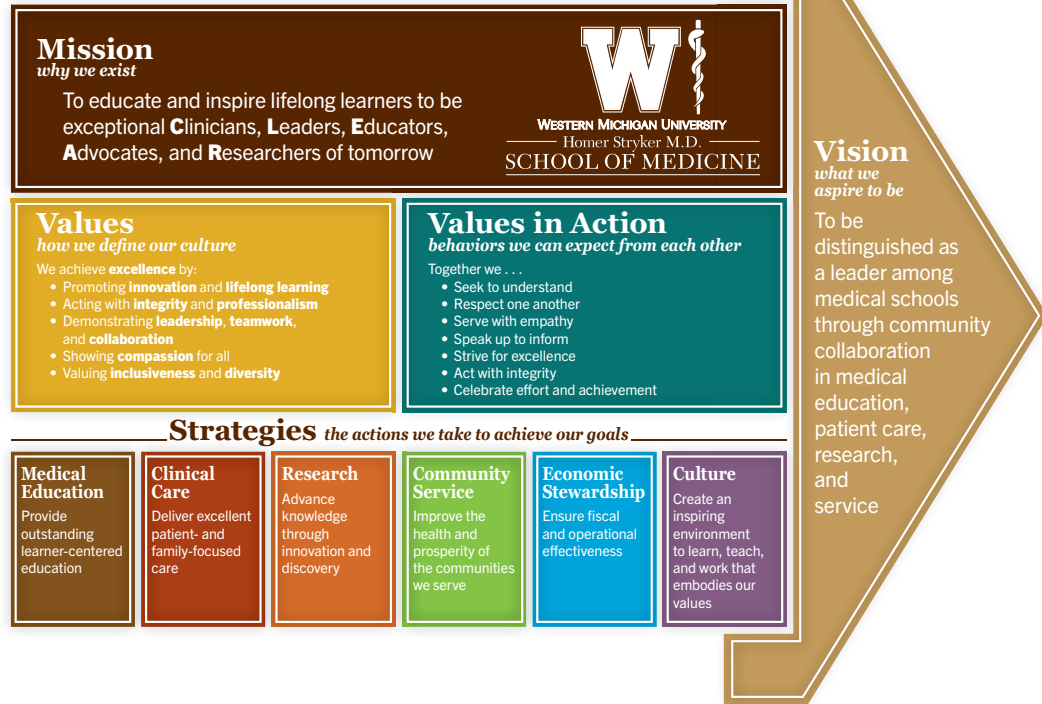 Mission
why we exist
To educate and inspire lifelong learners to be
exceptional Clinicians, Leaders, Educators,
Advocates, and Researchers of tomorrow
W
WESTERN MICHIGAN UNIVERSITY
Homer Stryker M.D.
SCHOOL OF MEDICINE
Values
how we define our culture
We achieve excellence by:
• Promoting innovation and lifelong learning
• Acting with integrity and professionalism
• Demonstrating leadership, teamwork,
and collaboration
• Showing compassion for all
• Valuing inclusiveness and diversity
Values in Action
behaviors we can expect from each other
Together we . . .
• Seek to understand
• Respect one another
• Serve with empathy
• Speak up to inform
• Strive for excellence
• Act with integrity
• Celebrate effort and achievement
Strategies the actions we take to achieve our goals
Medical
Education
Provide
outstanding
learner-centered
education
Clinical
Care
Deliver excellent
patient- and
family-focused
care
Research
Advance
knowledge
through
innovation and
discovery
Community
Service
Improve the
health and
prosperity of
the communities
we serve
Economic
Stewardship
Ensure fiscal
and operational
effectiveness
Culture
Create an
inspiring
environment
to learn, teach,
and work that
embodies our
values
Vision
what we
aspire to be
To be
distinguished as
a leader among
medical schools
through community
collaboration
in medical
education,
patient care,
research,
and
service